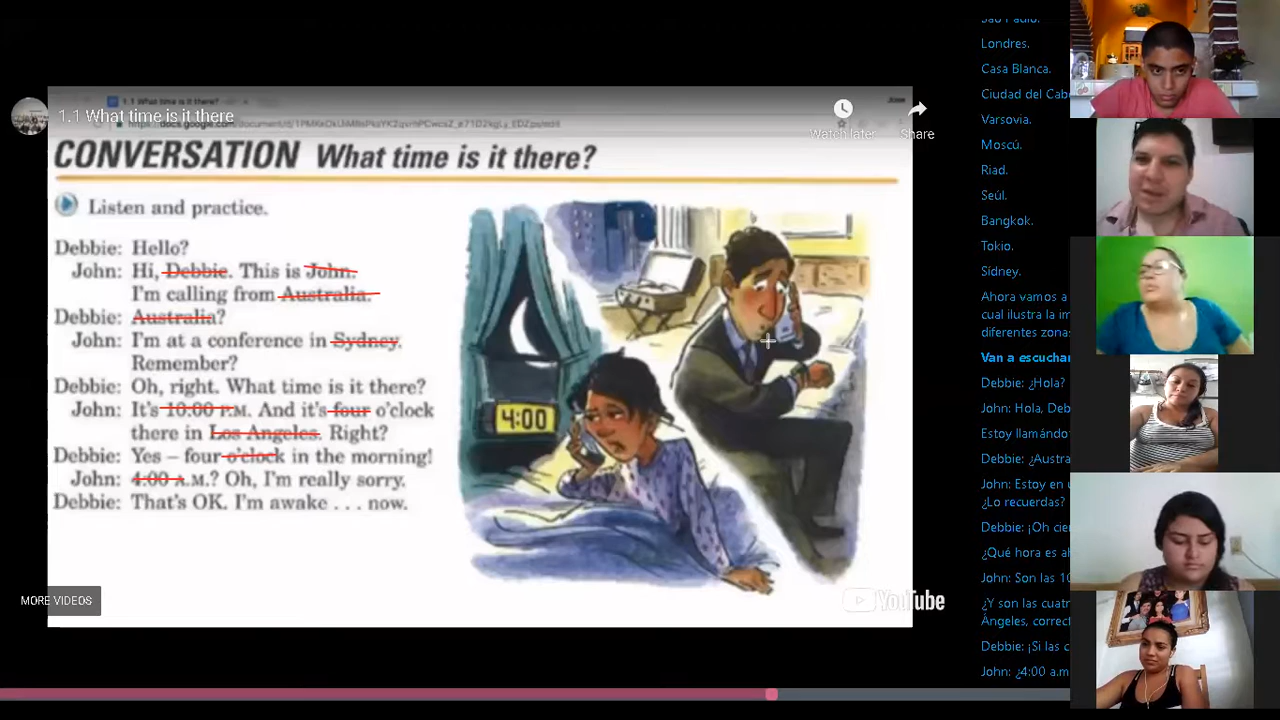 1.1 What time is it there
Watch later
Share
CONVERSATION What time is it there?
Listen and practice.
Debbie: Hello?
John: Hi, Debbie. This is John.
I'm calling from Australia.
Debbie: Australia?
John: I'm at a conference in Sydney.
Remember?
Debbie: Oh, right. What time is it there?
John: It's 10:00 P.M. And it's four o'clock
there in Los Angeles. Right?
Debbie: Yes – four o'clock in the morning!
John: 4:00 A.M.? Oh, I'm really sorry.
Debbie: That's OK. I'm awake . . . now.
4:00
MORE VIDEOS
YouTube
Sao Paulo.
Londres.
Casa Blanca.
Ciudad del Cab
Varsovia.
Moscú.
Riad.
Seúl.
Bangkok.
Tokio.
Sídney.
Ahora vamos a
cual ilustra la im
diferentes zonas
Van a escuchar
Debbie: ¿Hola?
John: Hola, Deb
Estoy llamándo
Debbie: ¿Austra
John: Estoy en u
¿Lo recuerdas?
Debbie: ¡Oh cier
¿Qué hora es al
John: Son las 10
¿Y son las cuat
Ángeles, correct
Debbie: ¡Si las c
John: ¿4:00 a.m